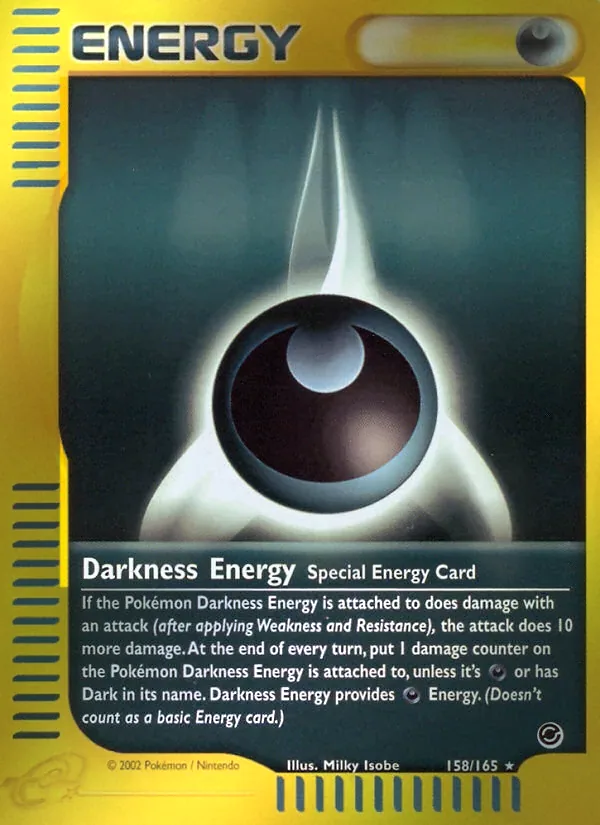 ENERGY
Darkness Energy Special Energy Card
If the Pokémon Darkness Energy is attached to does damage with
an attack (after applying Weakness and Resistance), the attack does 10
more damage. At the end of every turn, put 1 damage counter on
the Pokémon Darkness Energy is attached to, unless it's or has
Dark in its name. Darkness Energy provides Energy. (Doesn't
count as a basic Energy card.)
© 2002 Pokémon / Nintendo Illus. Milky Isobe 158/165 ★